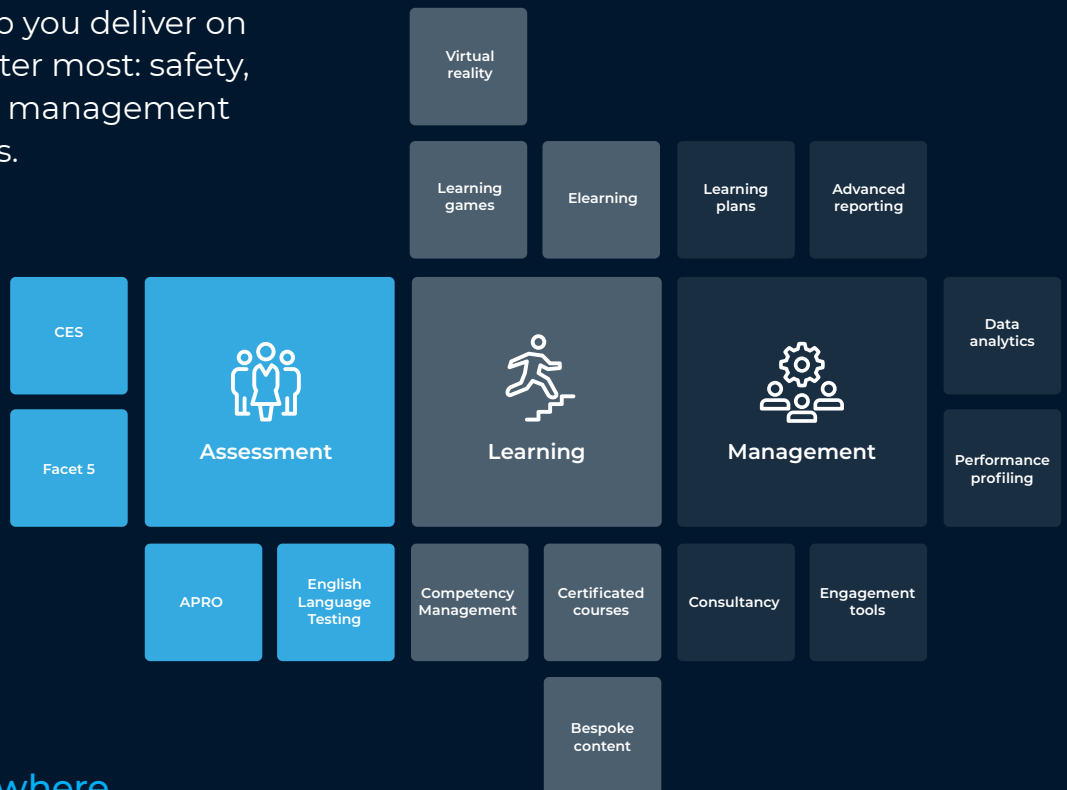 you deliver on
most: safety,
management
Virtual
reality
Learning
games
Elearning
Learning
plans
Advanced
reporting
CES
Facet 5
Assessment
Learning
Management
Data
analytics
Performance
profiling
APRO
English
Language
Testing
Competency
Management
Certificated
courses
Consultancy
Engagement
tools
Bespoke
content
where